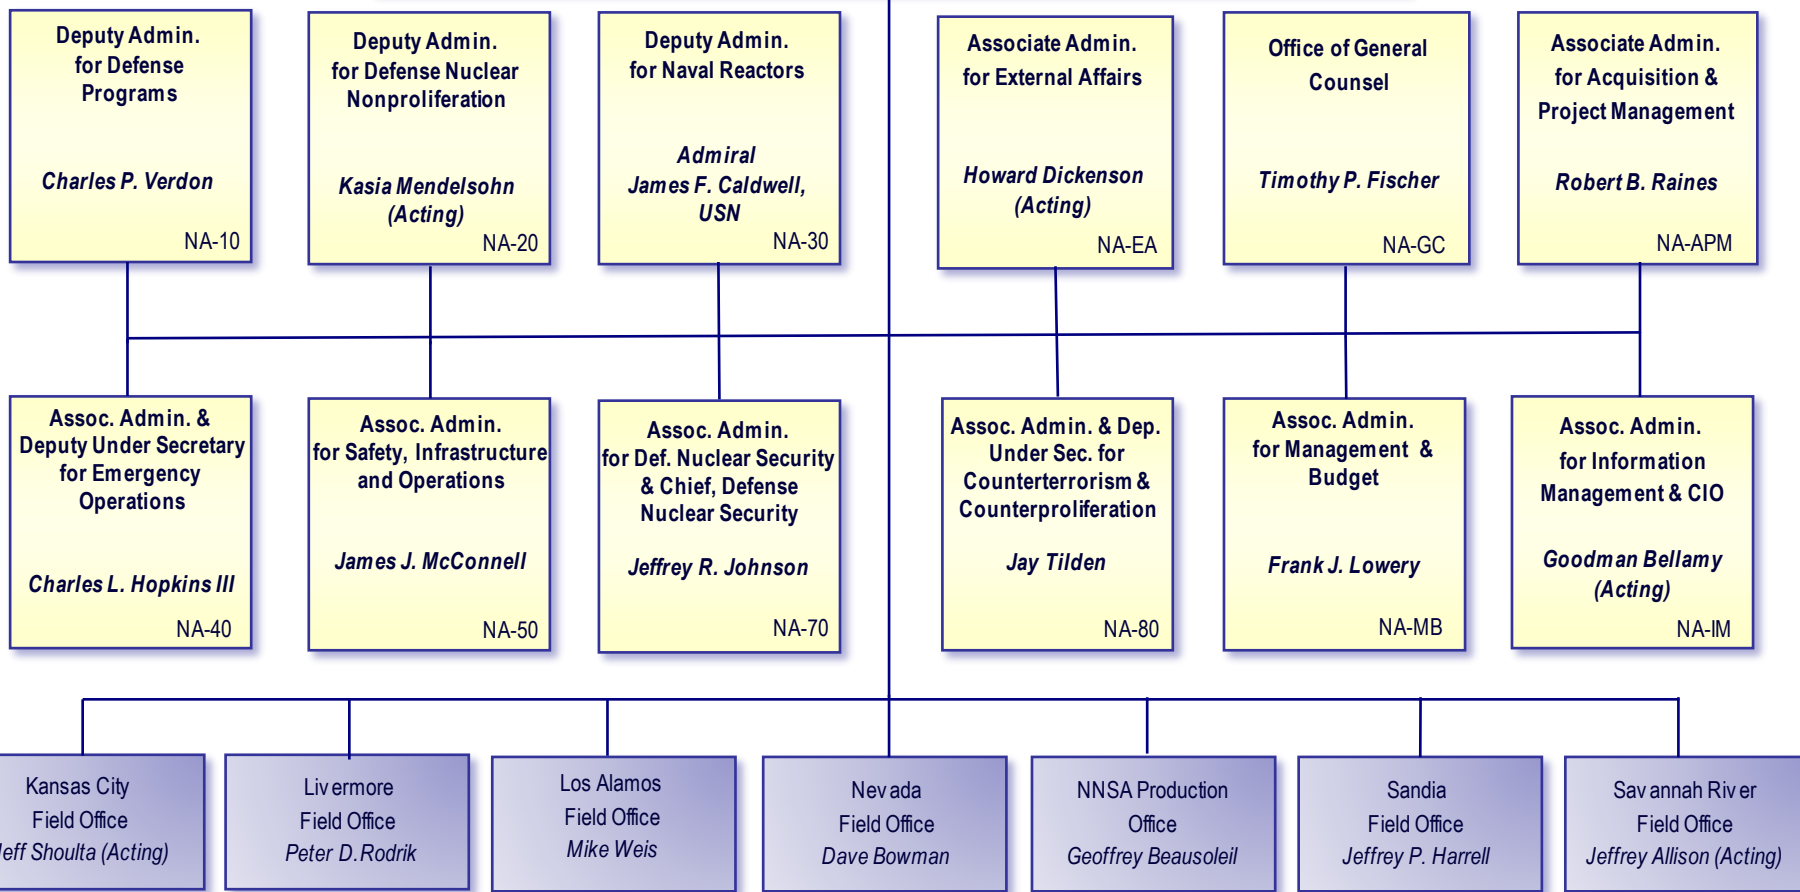 Deputy Admin.
for Defense
Programs
Charles P. Verdon
NA-10
Deputy Admin.
for Defense Nuclear
Nonproliferation
Kasia Mendelsohn
(Acting)
NA-20
Deputy Admin.
for Naval Reactors
Admiral
James F. Caldwell,
USN
NA-30
Associate Admin.
for External Affairs
Howard Dickenson
(Acting)
NA-EA
Office of General
Counsel
Timothy P. Fischer
NA-GC
Associate Admin.
for Acquisition &
Project Management
Robert B. Raines
NA-APM
Assoc. Admin. &
Deputy Under Secretary
for Emergency
Operations
Charles L. Hopkins III
NA-40
Assoc. Admin.
for Safety, Infrastructure
and Operations
James J. McConnell
NA-50
Assoc. Admin.
for Def. Nuclear Security
& Chief, Defense
Nuclear Security
Jeffrey R. Johnson
NA-70
Assoc. Admin. & Dep.
Under Sec. for
Counterterrorism &
Counterproliferation
Jay Tilden
NA-80
Assoc. Admin.
for Management &
Budget
Frank J. Lowery
NA-MB
Assoc. Admin.
for Information
Management & CIO
Goodman Bellamy
(Acting)
NA-IM
Kansas City
Field Office
Shoulta (Acting)
Livermore
Field Office
Peter D.Rodrik
Los Alamos
Field Office
Mike Weis
Nevada
Field Office
Dave Bowman
NNSA Production
Office
Geoffrey Beausoleil
Sandia
Field Office
Jeffrey P. Harrell
Savannah River
Field Office
Jeffrey Allison (Acting)